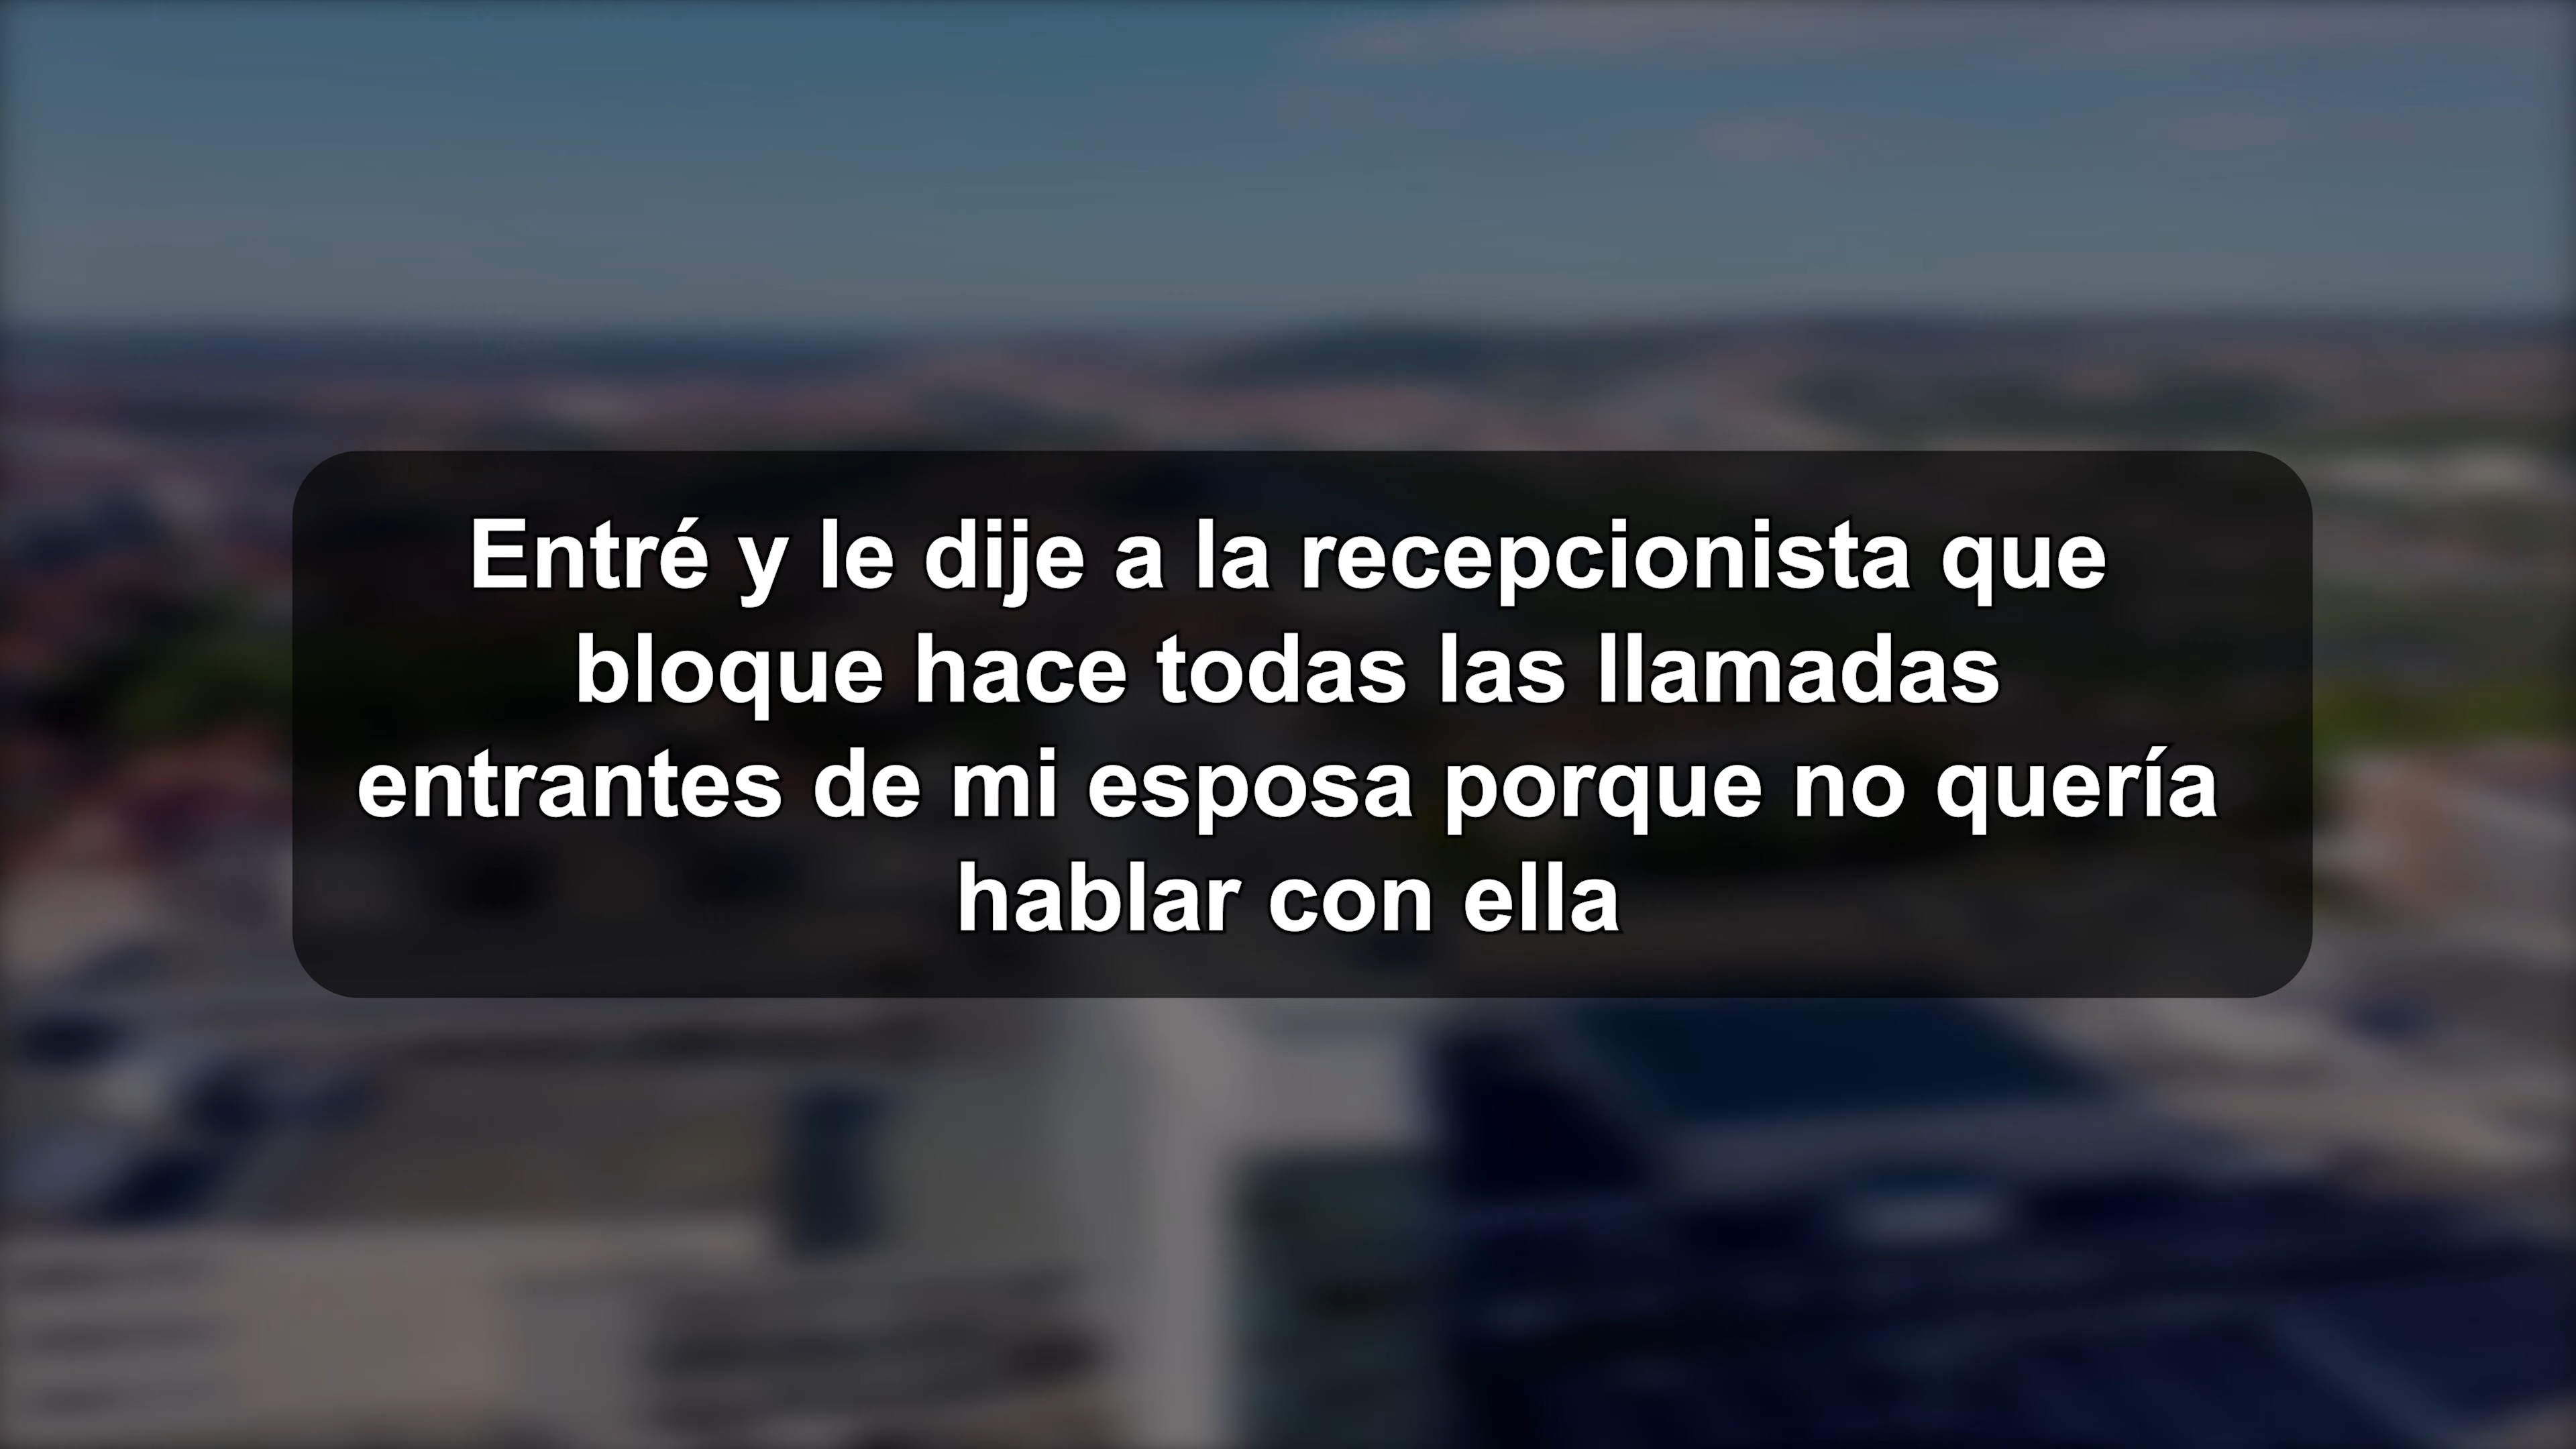 Entré y le dije a la recepcionista que
bloque hace todas las llamadas
entrantes de mi esposa porque no quería
hablar con ella